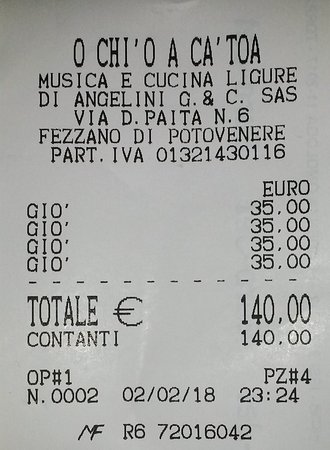 O CHI'O A CA'TOA
MUSICA E CUCINA LIGURE
DI ANGELINI G.& C. SAS
VIA D.PAITA N.6
FEZZANO DI POTOVENERE
PART.IVA 01321430116
EURO
GIO' 35,00
GIO' 35,00
GIO' 35,00
GIO' 35,00
TOTALE € 140,00
CONTANTI 140,00
OP#1 PZ#4
N.0002 02/02/18 23:24
MF R6 72016042